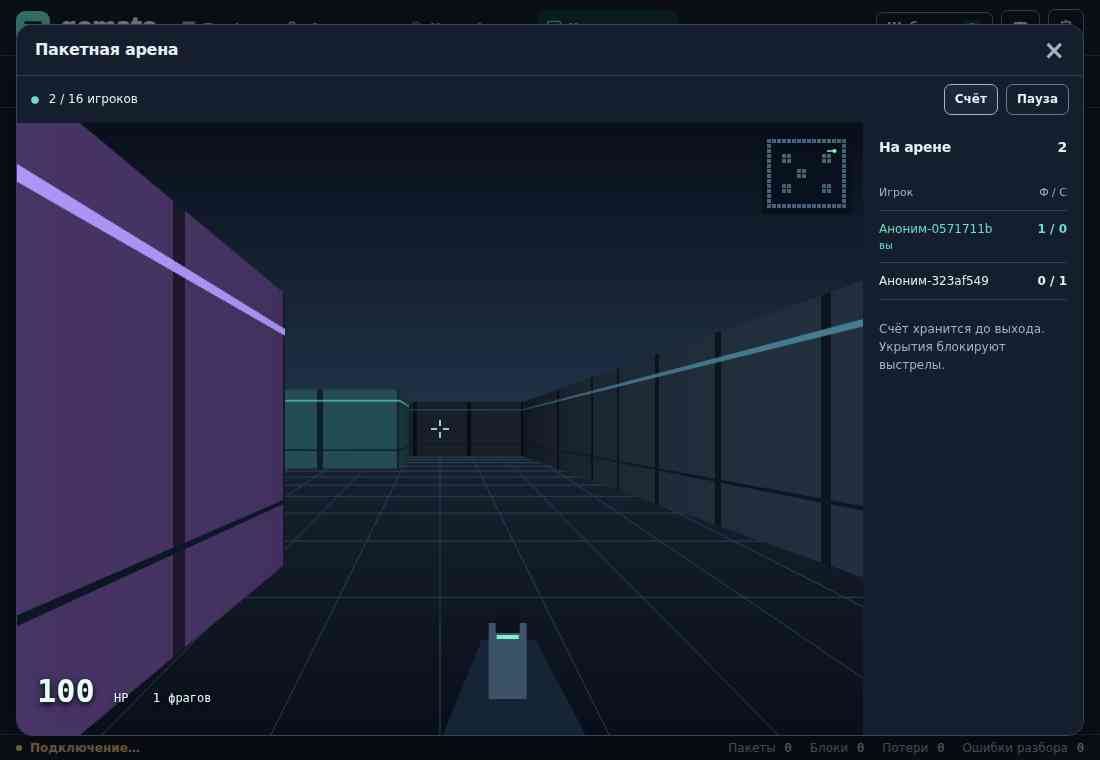 Пакетная арена
2 / 16 игроков
Счёт
Пауза
На арене 2
Игрок Ф / С
Аноним-0571711b 1 / 0
вы
Аноним-323af549 0 / 1
Счёт хранится до выхода.
Укрытия блокируют
выстрелы.
100 HP 1 фрагов
Подключение…
Пакеты 0 Блоки 0 Потери 0 Ошибки разбора 0